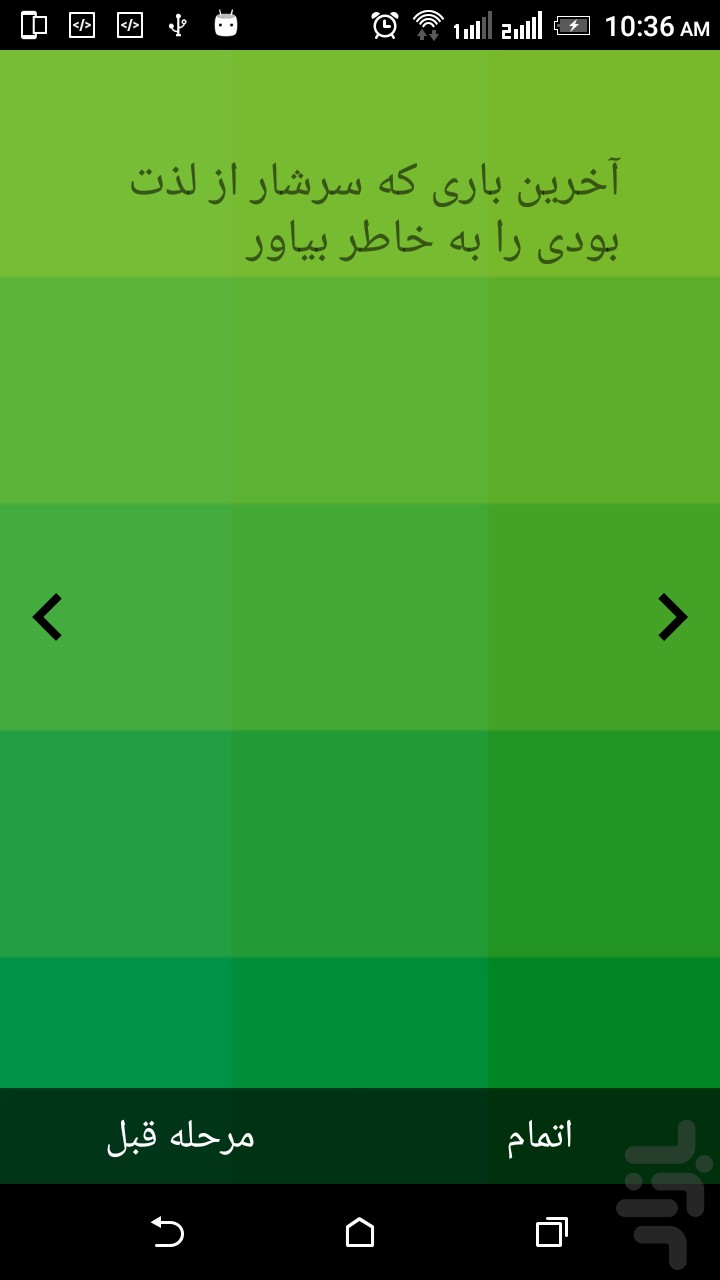 10:36 AM
آخرین باری که سرشار از لذت
بودی را به خاطر بیاور
اتمام
مرحله قبل